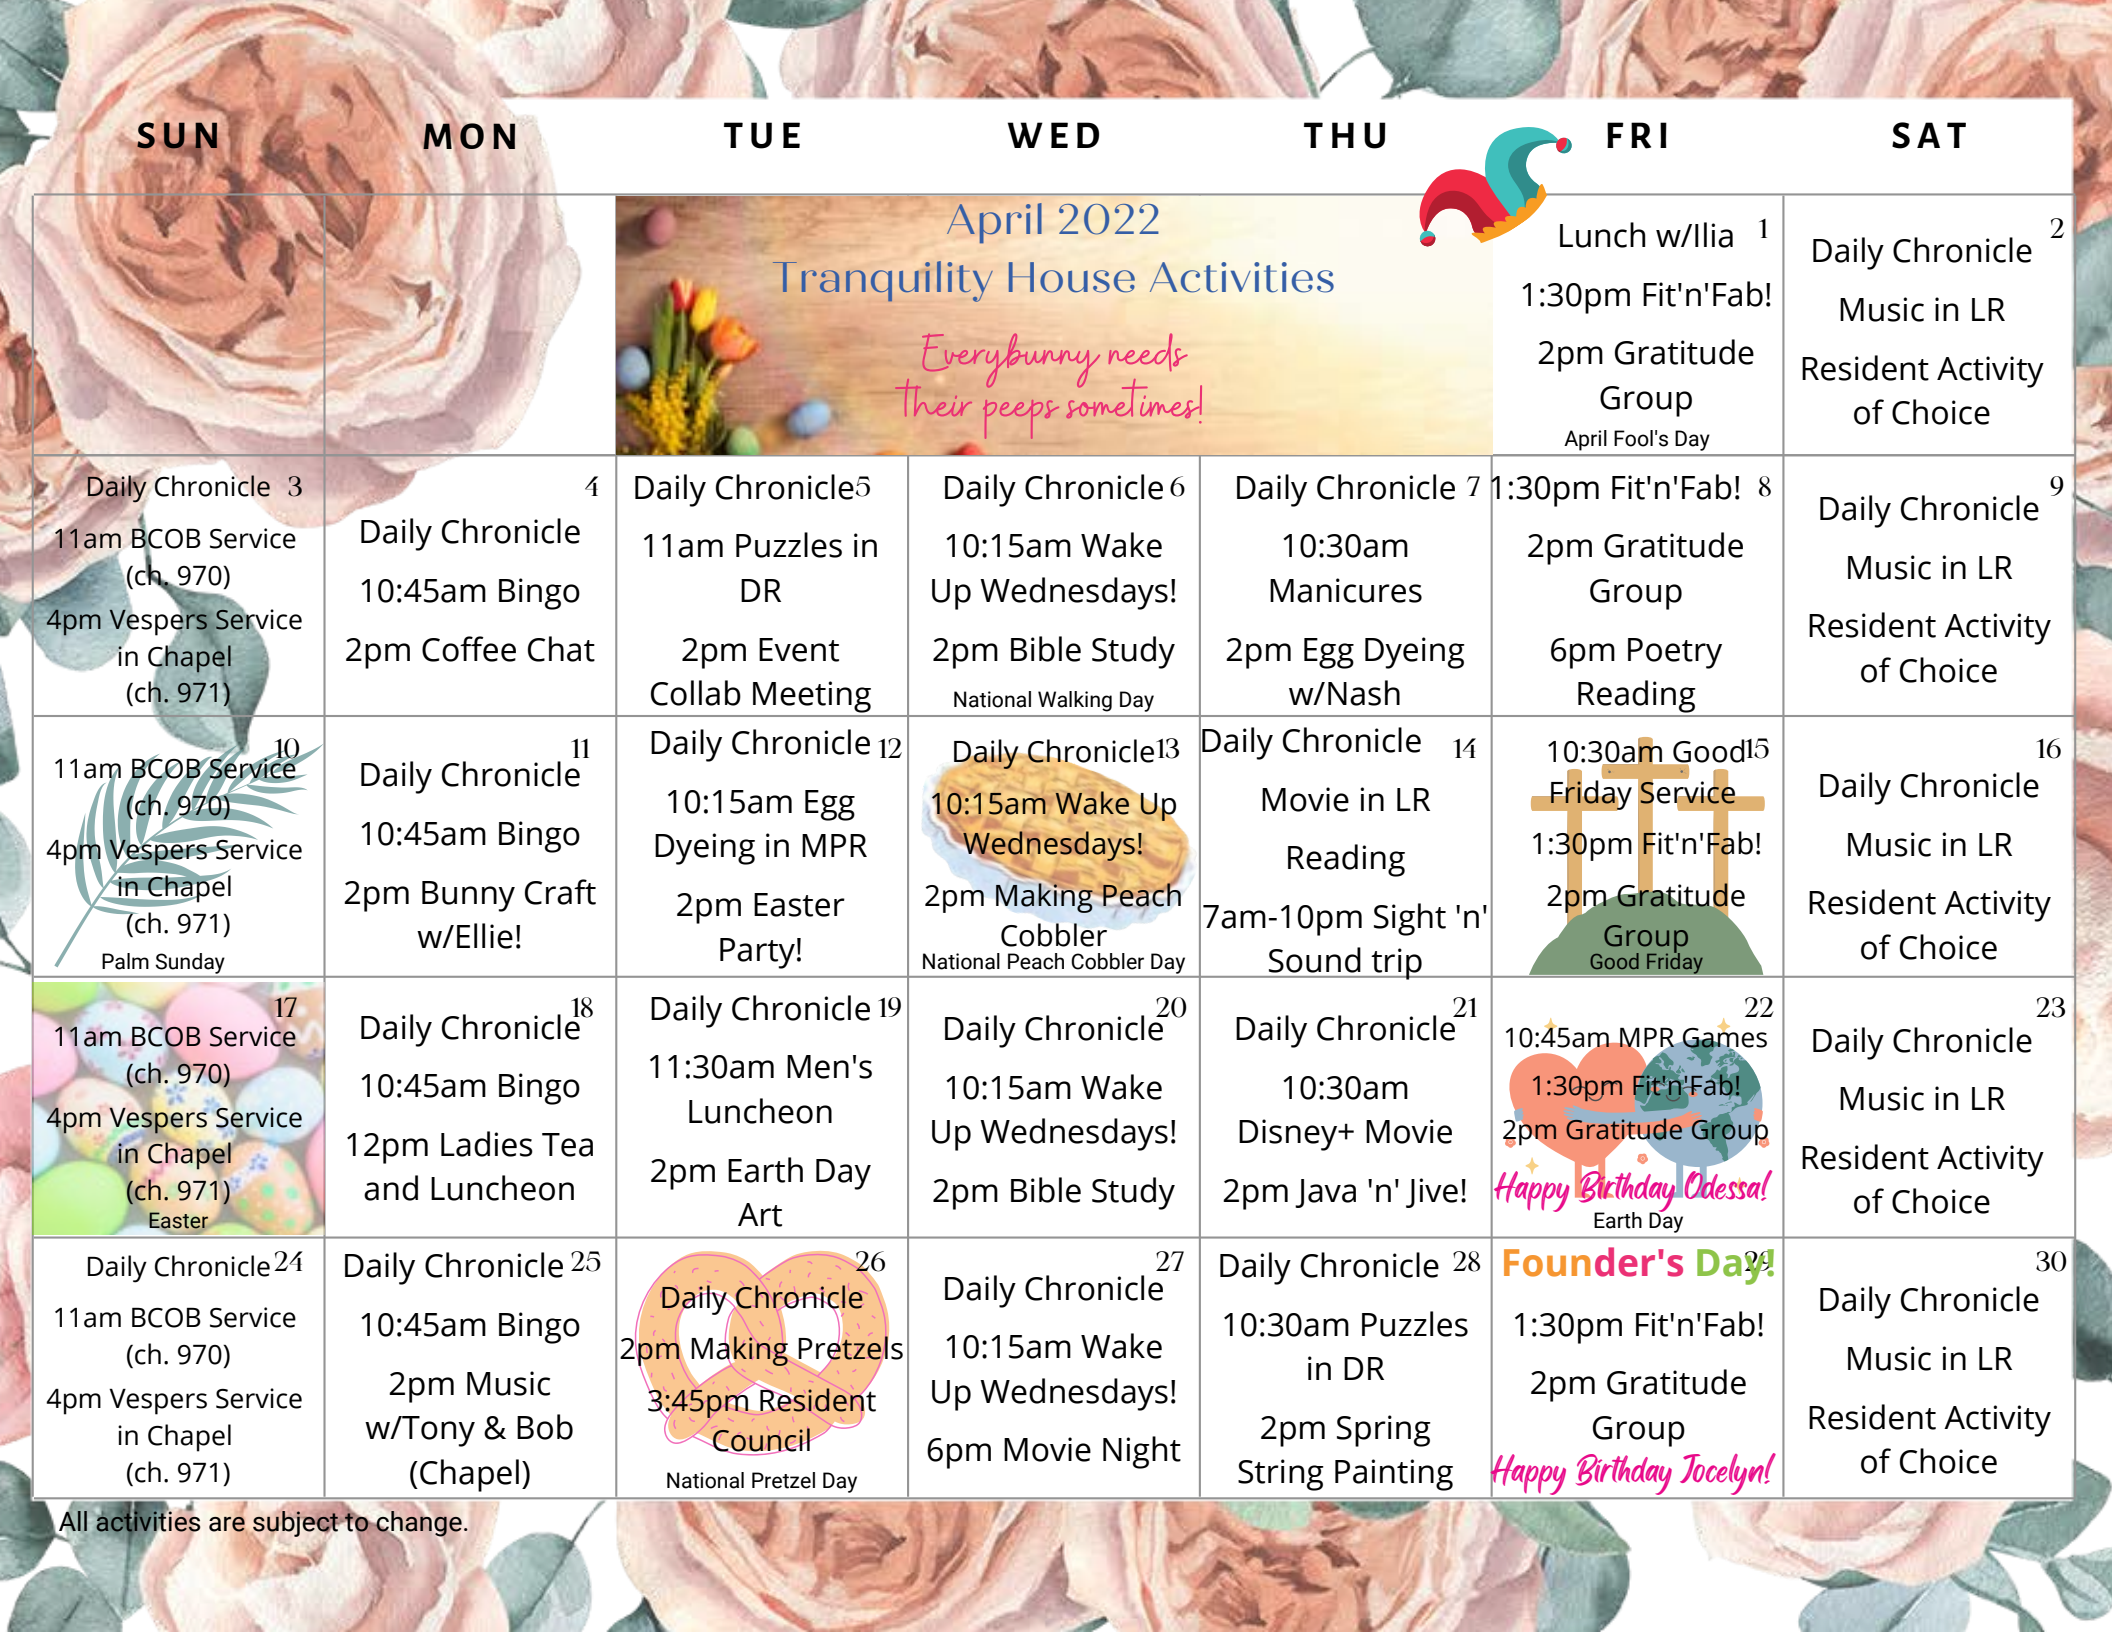 SUN MON TUE WED THU FRI SAT
April 2022
Tranquility House Activities
Everybunny needs
their peeps sometimes!
Lunch w/Ilia 1
1:30pm Fit'n'Fab!
2pm Gratitude
Group
April Fool's Day
2
Daily Chronicle
Music in LR
Resident Activity
of Choice
Daily Chronicle 3
11am BCOB Service
(ch. 970)
4pm Vespers Service
in Chapel
(ch. 971)
4
Daily Chronicle
10:45am Bingo
2pm Coffee Chat
Daily Chronicle 5
11am Puzzles in
DR
2pm Event
Collab Meeting
Daily Chronicle 6
10:15am Wake
Up Wednesdays!
2pm Bible Study
National Walking Day
Daily Chronicle 7
10:30am
Manicures
2pm Egg Dyeing
w/Nash
1:30pm Fit'n'Fab! 8
2pm Gratitude
Group
6pm Poetry
Reading
9
Daily Chronicle
Music in LR
Resident Activity
of Choice
10
11am BCOB Service
(ch. 970)
4pm Vespers Service
in Chapel
(ch. 971)
Palm Sunday
11
Daily Chronicle
10:45am Bingo
2pm Bunny Craft
w/Ellie!
Daily Chronicle 12
10:15am Egg
Dyeing in MPR
2pm Easter
Party!
Daily Chronicle 13
10:15am Wake Up
Wednesdays!
2pm Making Peach
Cobbler
National Peach Cobbler Day
Daily Chronicle 14
Movie in LR
Reading
7am-10pm Sight 'n'
Sound trip
10:30am Good 15
Friday Service
1:30pm Fit'n'Fab!
2pm Gratitude
Group
Good Friday
16
Daily Chronicle
Music in LR
Resident Activity
of Choice
17
11am BCOB Service
(ch. 970)
4pm Vespers Service
in Chapel
(ch. 971)
Easter
18
Daily Chronicle
10:45am Bingo
12pm Ladies Tea
and Luncheon
Daily Chronicle 19
11:30am Men's
Luncheon
2pm Earth Day
Art
20
Daily Chronicle
10:15am Wake
Up Wednesdays!
2pm Bible Study
21
Daily Chronicle
10:30am
Disney+ Movie
2pm Java 'n' Jive!
22
10:45am MPR Games
1:30pm Fit'n'Fab!
2pm Gratitude Group
Happy Birthday Odessa!
Earth Day
23
Daily Chronicle
Music in LR
Resident Activity
of Choice
Daily Chronicle 24
11am BCOB Service
(ch. 970)
4pm Vespers Service
in Chapel
(ch. 971)
Daily Chronicle 25
10:45am Bingo
2pm Music
w/Tony & Bob
(Chapel)
26
Daily Chronicle
2pm Making Pretzels
3:45pm Resident
Council
National Pretzel Day
27
Daily Chronicle
10:15am Wake
Up Wednesdays!
6pm Movie Night
Daily Chronicle 28
10:30am Puzzles
in DR
2pm Spring
String Painting
Founder's Day! 29
1:30pm Fit'n'Fab!
2pm Gratitude
Group
Happy Birthday Jocelyn!
30
Daily Chronicle
Music in LR
Resident Activity
of Choice
All activities are subject to change.